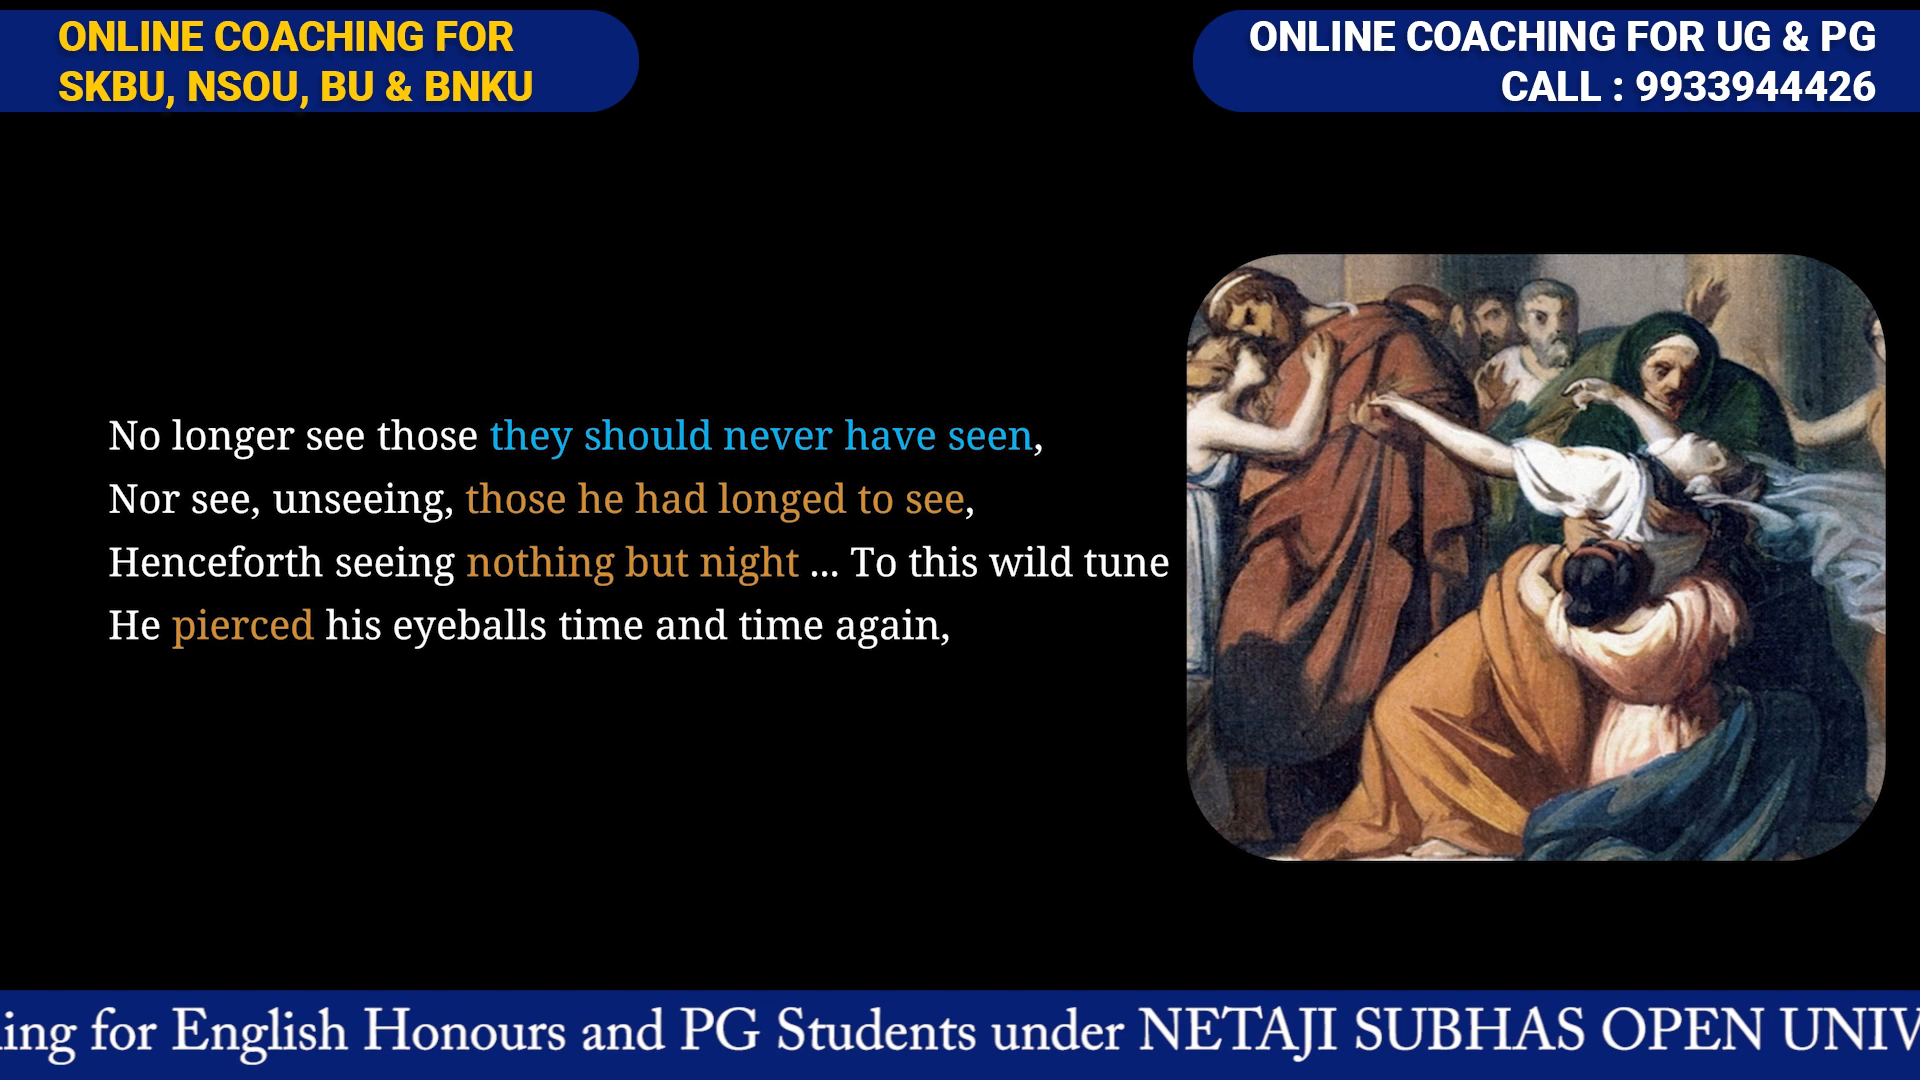 ONLINE COACHING FOR
SKBU, NSOU, BU & BNKU
ONLINE COACHING FOR UG & PG
CALL : 9933944426
No longer see those they should never have seen,
Nor see, unseeing, those he had longed to see,
Henceforth seeing nothing but night ... To this wild tune
He pierced his eyeballs time and time again,
ing for English Honours and PG Students under NETAJI SUBHAS OPEN UNIV